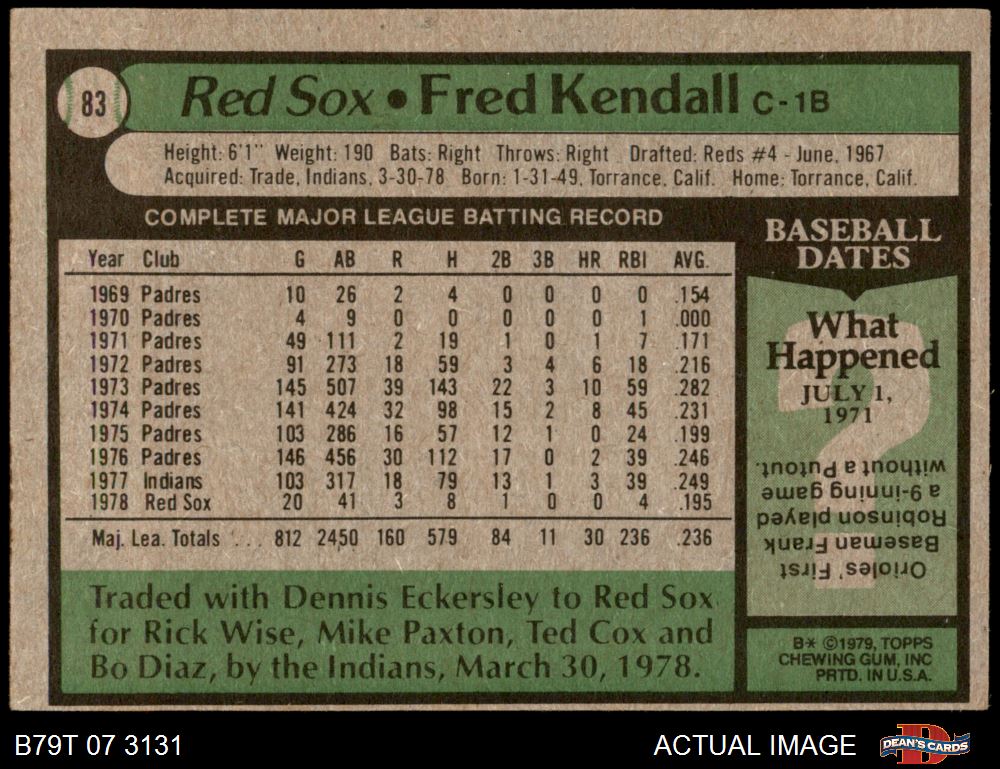 83
Red Sox • Fred Kendall C - 1B
Height: 6'1" Weight: 190 Bats: Right Throws: Right Drafted: Reds #4 - June, 1967
Acquired: Trade, Indians, 3-30-78 Born: 1-31-49, Torrance, Calif. Home: Torrance, Calif.
COMPLETE MAJOR LEAGUE BATTING RECORD
Year Club G AB R H 2B 3B HR RBI AVG.
1969 Padres 10 26 2 4 0 0 0 0 .154
1970 Padres 4 9 0 0 0 0 0 1 .000
1971 Padres 49 111 2 19 1 0 1 7 .171
1972 Padres 91 273 18 59 3 4 6 18 .216
1973 Padres 145 507 39 143 22 3 10 59 .282
1974 Padres 141 424 32 98 15 2 8 45 .231
1975 Padres 103 286 16 57 12 1 0 24 .199
1976 Padres 146 456 30 112 17 0 2 39 .246
1977 Indians 103 317 18 79 13 1 3 39 .249
1978 Red Sox 20 41 3 8 1 0 0 4 .195
Maj. Lea. Totals ... 812 2450 160 579 84 11 30 236 .236
Traded with Dennis Eckersley to Red Sox
for Rick Wise, Mike Paxton, Ted Cox and
Bo Diaz, by the Indians, March 30, 1978.
BASEBALL
DATES
What
Happened
JULY 1,
1971
?
Orioles' First
Baseman Frank
Robinson played
a 9-inning game
without a Putout.
B* ©1979, TOPPS
CHEWING GUM, INC
PRTD. IN U.S.A.
B79T 07 3131
ACTUAL IMAGE
D
DEAN'S CARDS